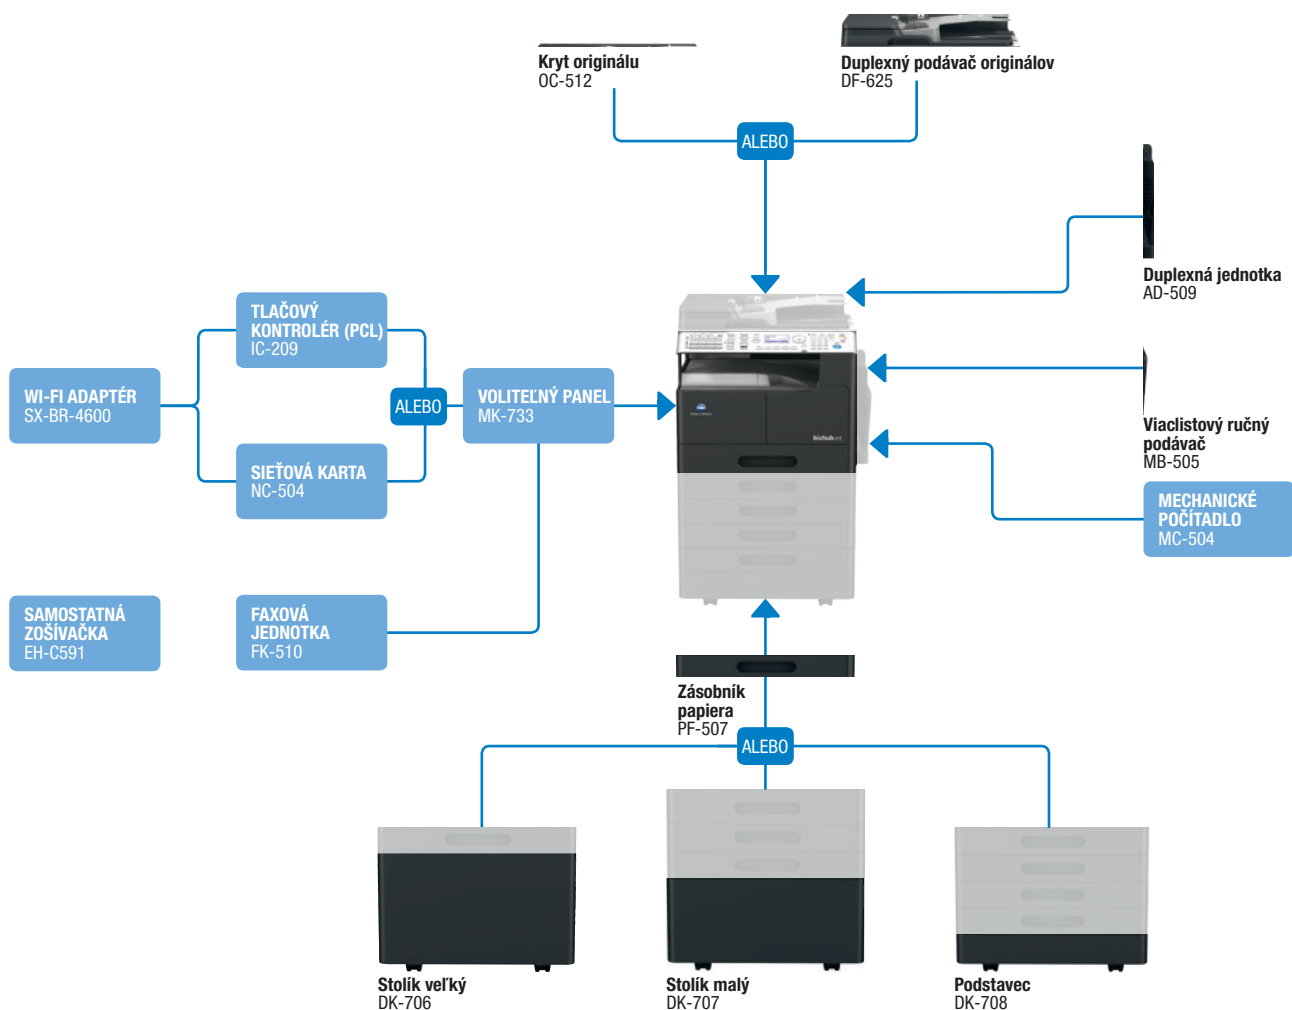 Kryt originálu
OC-512
Duplexný podávač originálov
DF-625
ALEBO
Duplexná jednotka
AD-509
TLAČOVÝ
KONTROLÉR (PCL)
IC-209
WI-FI ADAPTÉR
SX-BR-4600
ALEBO
VOLITEĽNÝ PANEL
MK-733
Viaclistový ručný
podávač
MB-505
bizhub
SIEŤOVÁ KARTA
NC-504
MECHANICKÉ
POČÍTADLO
MC-504
SAMOSTATNÁ
ZOŠÍVAČKA
EH-C591
FAXOVÁ
JEDNOTKA
FK-510
Zásobník
papiera
PF-507
ALEBO
Stolík veľký
DK-706
Stolík malý
DK-707
Podstavec
DK-708